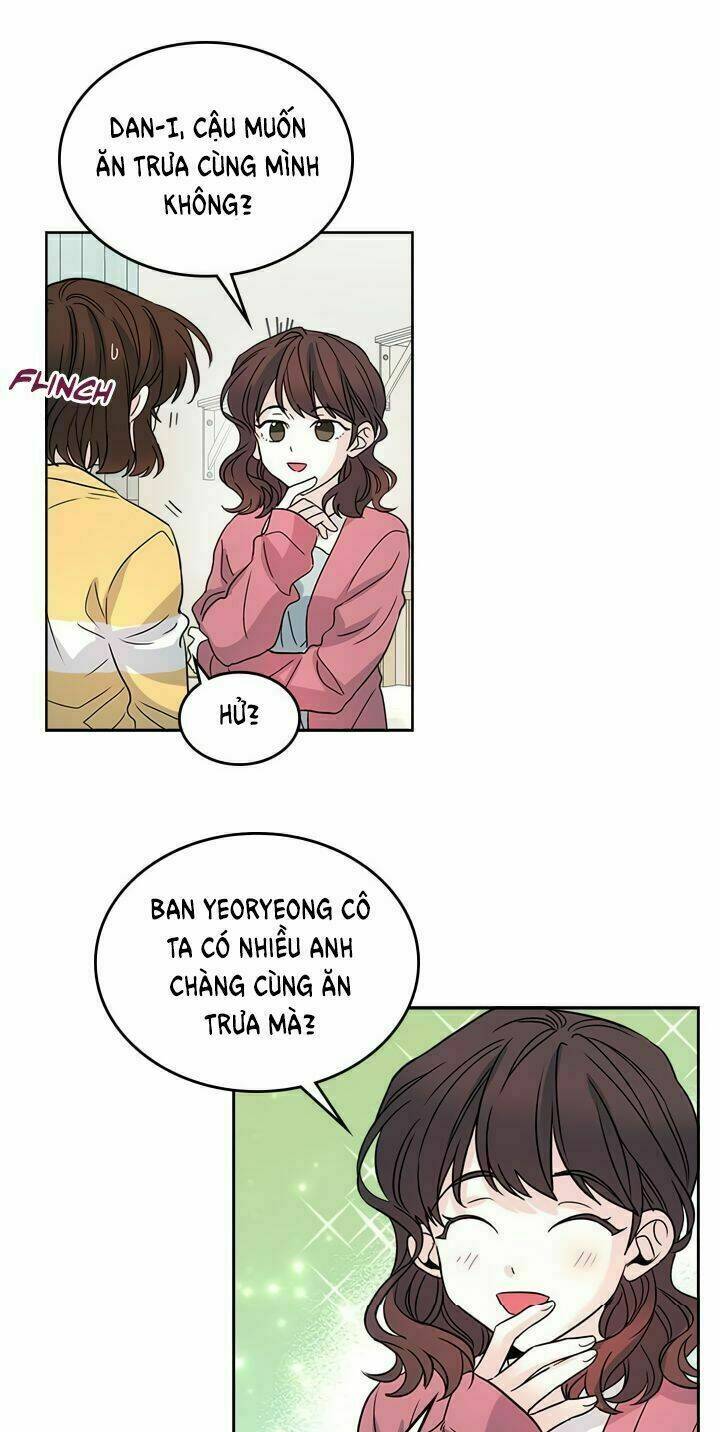 DAN-I, CẬU MUỐN
ĂN TRƯA CÙNG MÌNH
KHÔNG?
FLINCH
HỬ?
BAN YEORYEONG CÔ
TA CÓ NHIỀU ANH
CHÀNG CÙNG ĂN
TRƯA MÀ?